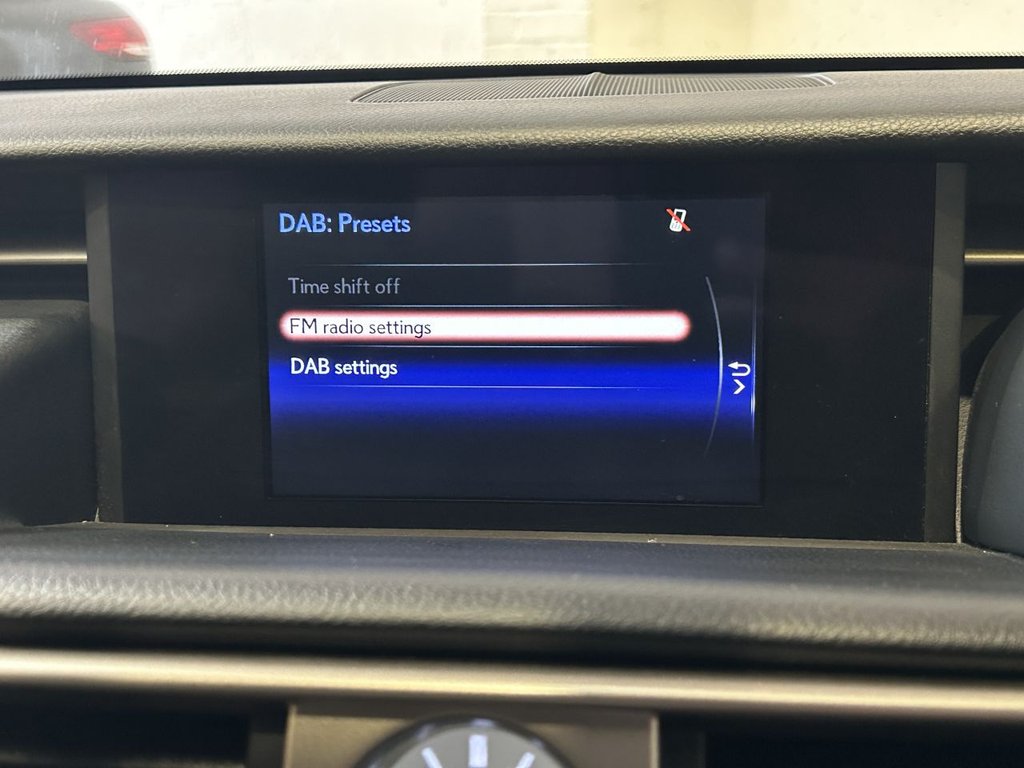 DAB: Presets
Time shift off
FM radio settings
DAB settings